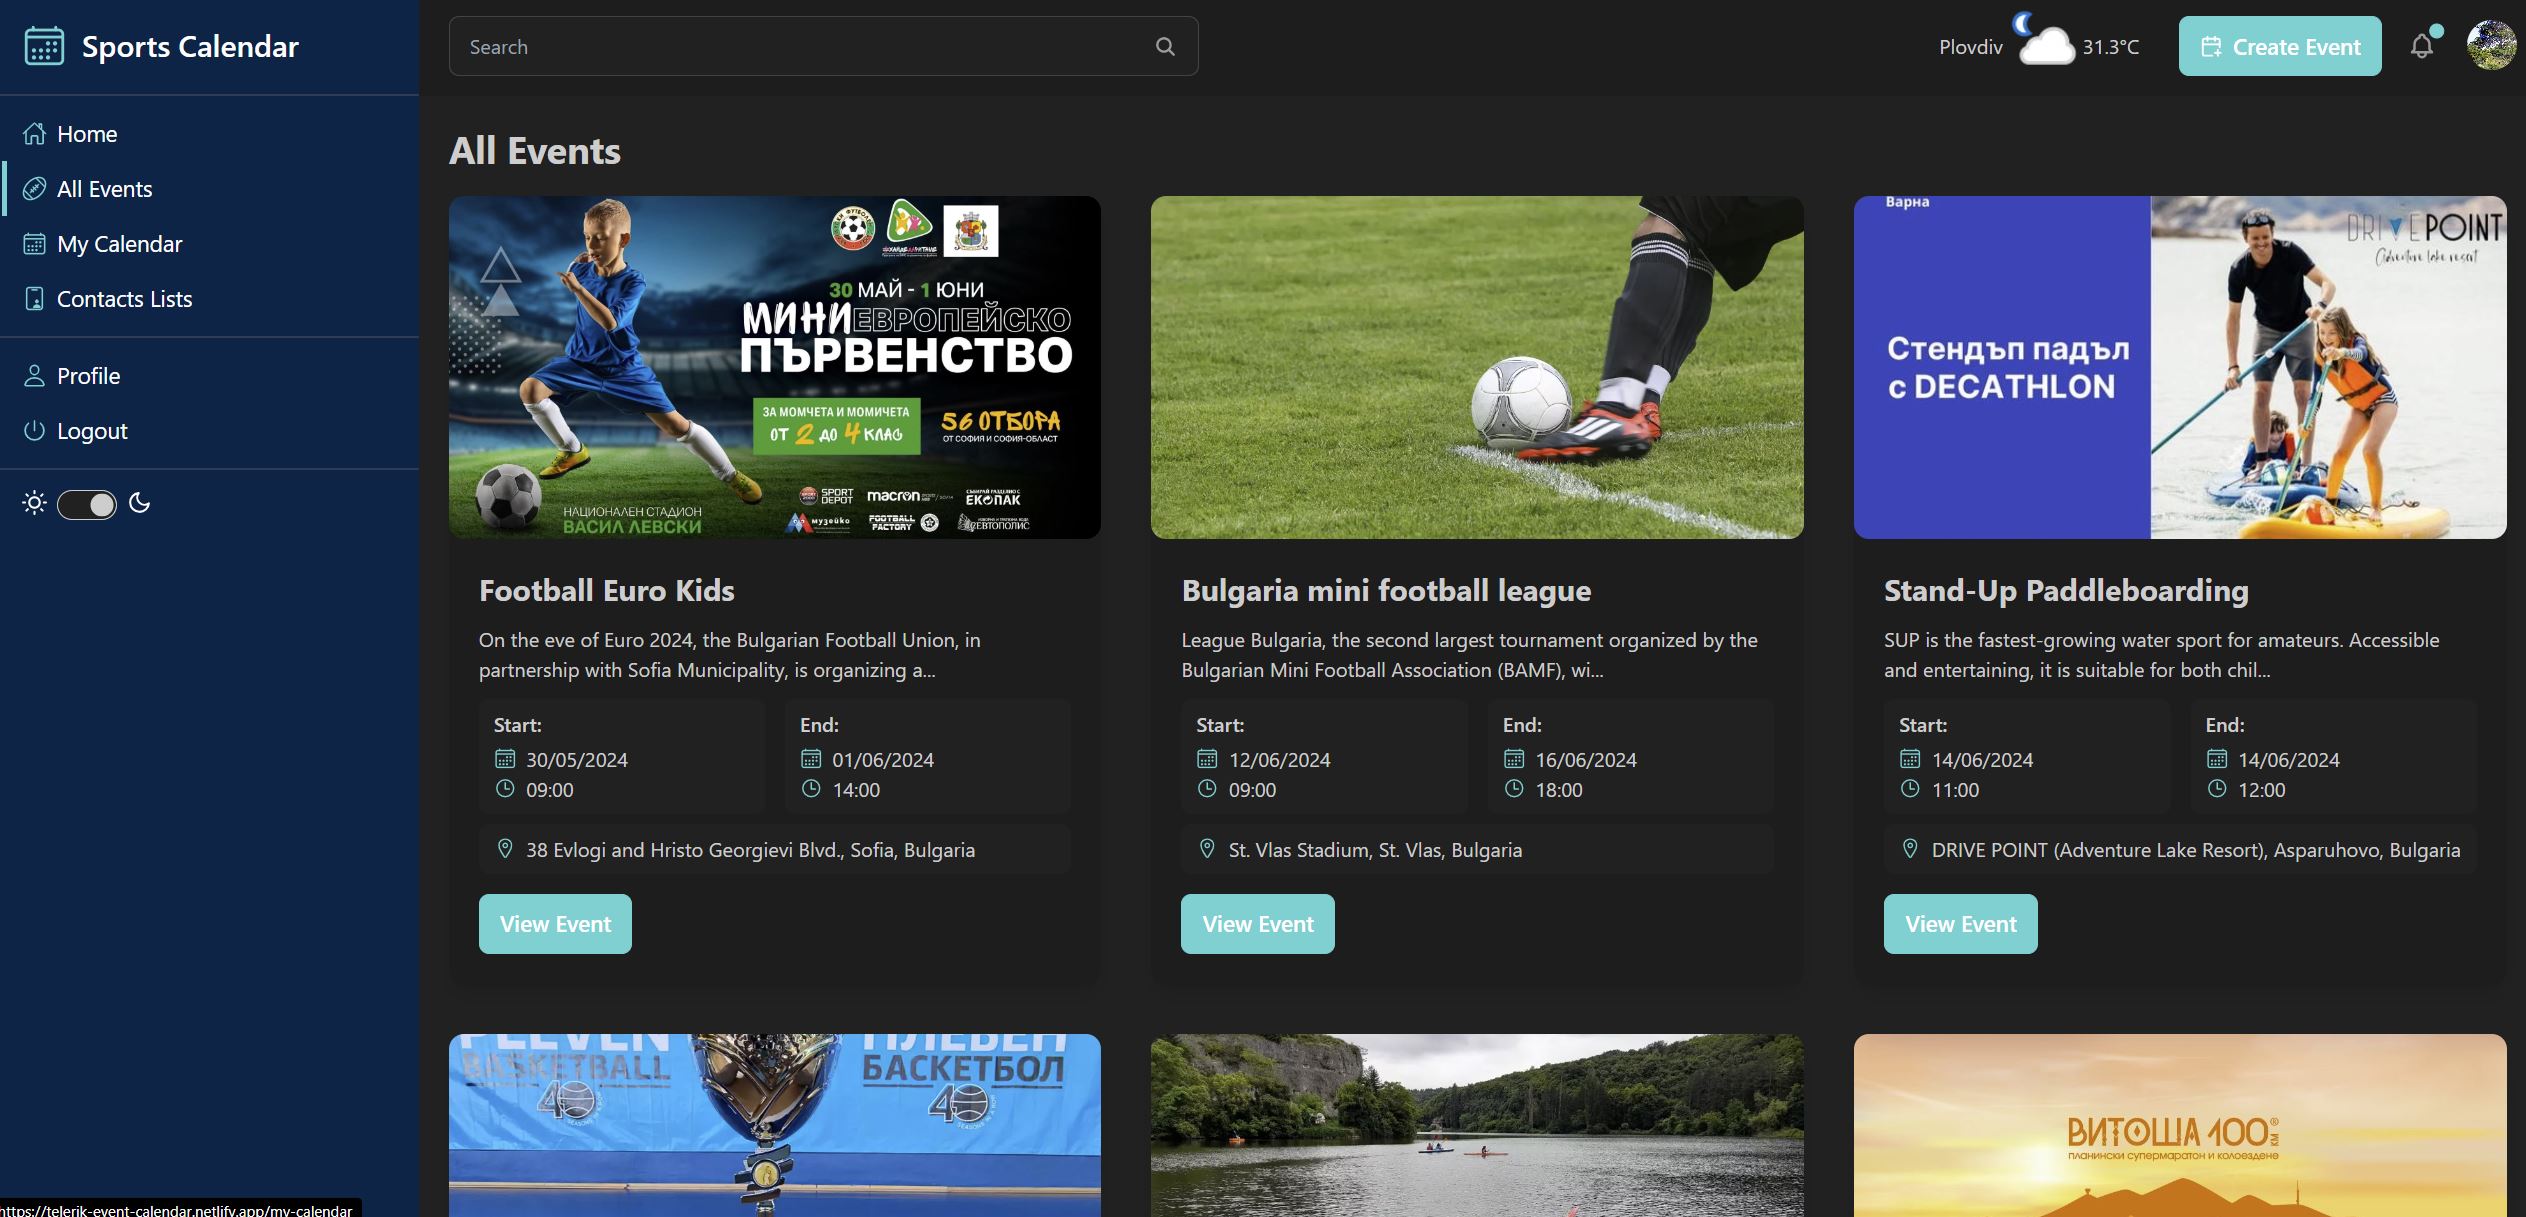 Sports Calendar
Search
Plovdiv
31.3°C
Create Event
Home
All Events
My Calendar
Contacts Lists
Profile
Logout
All Events
30 МАЙ - 1 ЮНИ
МИНИ ЕВРОПЕЙСКО
ПЪРВЕНСТВО
ЗА МОМЧЕТА И МОМИЧЕТА
ОТ 2 ДО 4 КЛАС
56 ОТБОРА
ОТ СОФИЯ И СОФИЯ-ОБЛАСТ
НАЦИОНАЛЕН СТАДИОН
ВАСИЛ ЛЕВСКИ
SPORT DEPOT
macron
СЪБИРАЙ РАЗДЕЛНО С
ЕКОПАК
музейко
FOOTBALL FACTORY
Варна
DRIVEPOINT
Adventure lake resort
Стендъп падъл
с DECATHLON
Football Euro Kids
On the eve of Euro 2024, the Bulgarian Football Union, in
partnership with Sofia Municipality, is organizing a...
Start:
30/05/2024
09:00
End:
01/06/2024
14:00
38 Evlogi and Hristo Georgievi Blvd., Sofia, Bulgaria
View Event
Bulgaria mini football league
League Bulgaria, the second largest tournament organized by the
Bulgarian Mini Football Association (BAMF), wi...
Start:
12/06/2024
09:00
End:
16/06/2024
18:00
St. Vlas Stadium, St. Vlas, Bulgaria
View Event
Stand-Up Paddleboarding
SUP is the fastest-growing water sport for amateurs. Accessible
and entertaining, it is suitable for both chil...
Start:
14/06/2024
11:00
End:
14/06/2024
12:00
DRIVE POINT (Adventure Lake Resort), Asparuhovo, Bulgaria
View Event
PLEVEN
BASKETBALL
40
ПЛЕВЕН
БАСКЕТБОЛ
40
ВИТОША 100 KM
планински супермаратон и колоездене
https://telerik-event-calendar.netlify.app/my-calendar